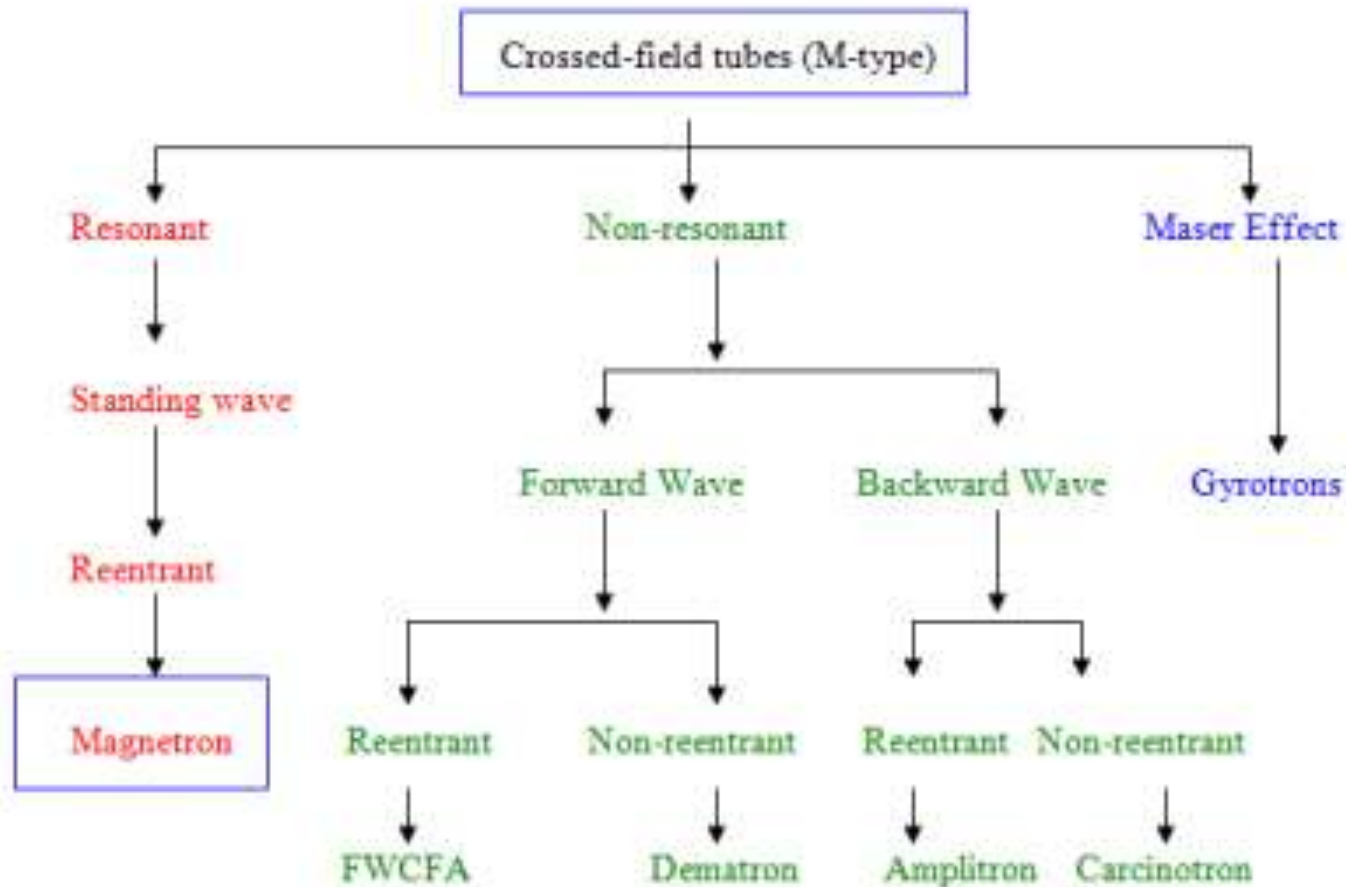 Crossed-field tubes (M-type)
Resonant
Non-resonant
Maser Effect
Standing wave
Forward Wave
Backward Wave
Gyrotrons
Reentrant
Magnetron
Reentrant
Non-reentrant
Reentrant
Non-reentrant
FWCFA
Dematron
Amplitron
Carcinotron